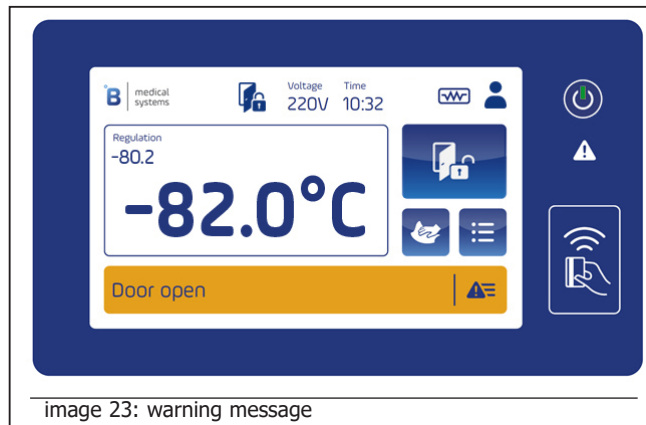 B medical systems
Voltage Time
220V 10:32
Regulation
-80.2
-82.0°C
Door open
image 23: warning message